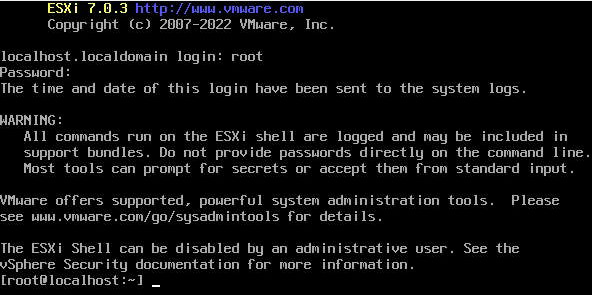 ESXi 7.0.3 http://www.vmware.com
Copyright (c) 2007-2022 VMware, Inc.
localhost.localdomain login: root
Password:
The time and date of this login have been sent to the system logs.
WARNING:
All commands run on the ESXi shell are logged and may be included in
support bundles. Do not provide passwords directly on the command line.
Most tools can prompt for secrets or accept them from standard input.
VMware offers supported, powerful system administration tools.  Please
see www.vmware.com/go/sysadmintools for details.
The ESXi Shell can be disabled by an administrative user. See the
vSphere Security documentation for more information.
[root@localhost:~] _